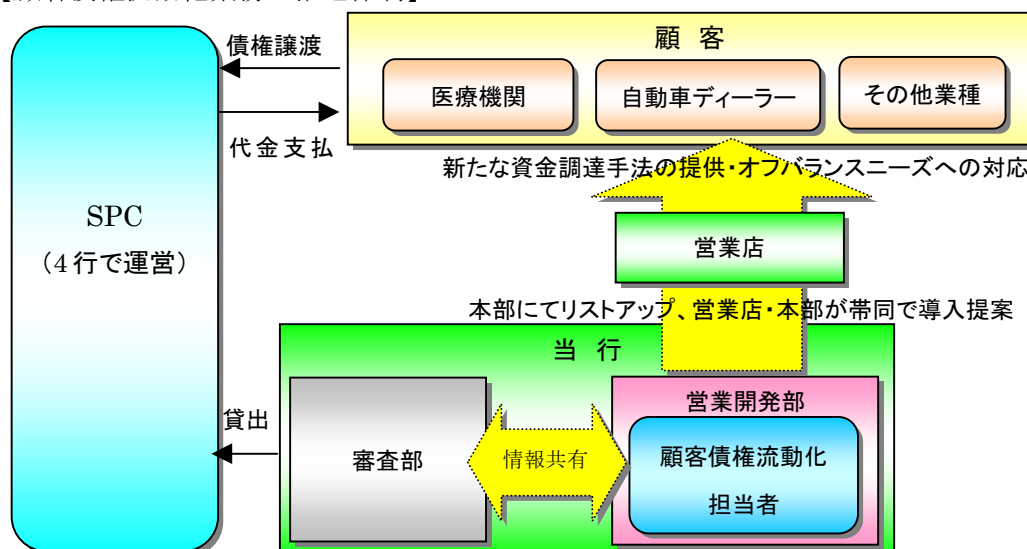 債権譲渡
顧 客
医療機関
自動車ディーラー
その他業種
代金支払
新たな資金調達手法の提供・オフバランスニーズへの対応
SPC
（4行で運営）
営業店
本部にてリストアップ、営業店・本部が帯同で導入提案
当 行
営業開発部
貸出
審査部
情報共有
顧客債権流動化
担当者